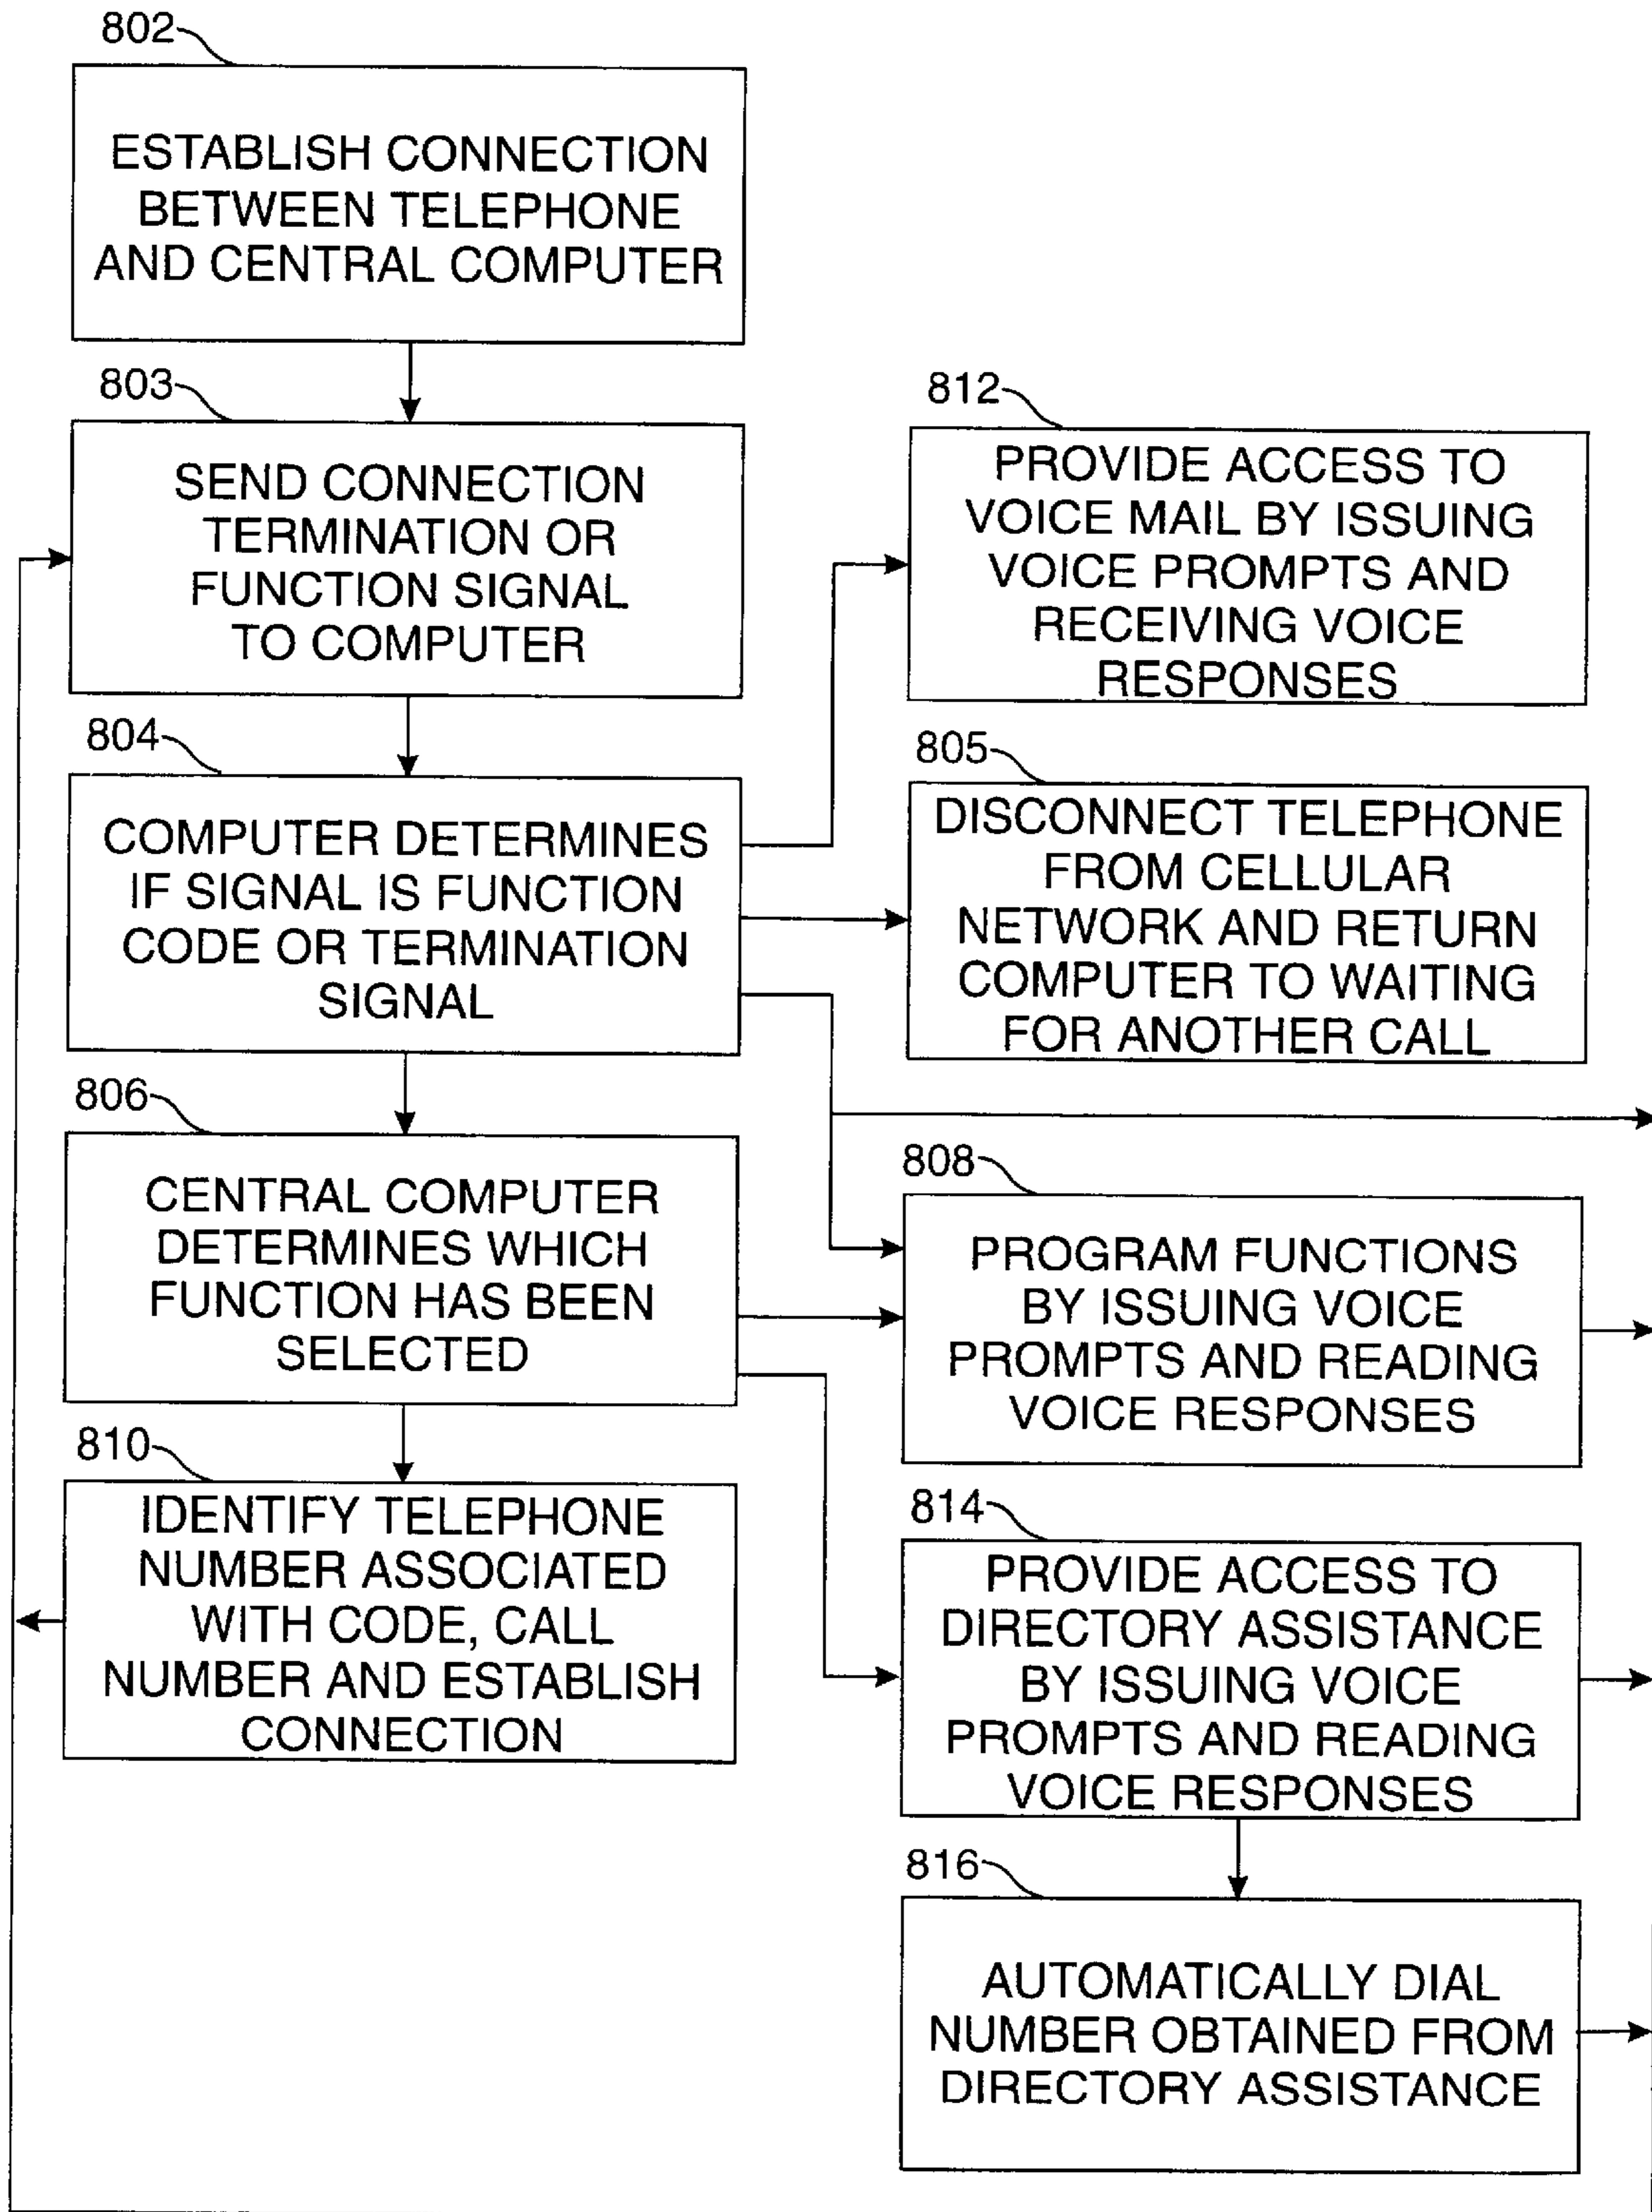 802
ESTABLISH CONNECTION
BETWEEN TELEPHONE
AND CENTRAL COMPUTER
803
SEND CONNECTION
TERMINATION OR
FUNCTION SIGNAL
TO COMPUTER
804
COMPUTER DETERMINES
IF SIGNAL IS FUNCTION
CODE OR TERMINATION
SIGNAL
806
CENTRAL COMPUTER
DETERMINES WHICH
FUNCTION HAS BEEN
SELECTED
810
IDENTIFY TELEPHONE
NUMBER ASSOCIATED
WITH CODE, CALL
NUMBER AND ESTABLISH
CONNECTION
812
PROVIDE ACCESS TO
VOICE MAIL BY ISSUING
VOICE PROMPTS AND
RECEIVING VOICE
RESPONSES
805
DISCONNECT TELEPHONE
FROM CELLULAR
NETWORK AND RETURN
COMPUTER TO WAITING
FOR ANOTHER CALL
808
PROGRAM FUNCTIONS
BY ISSUING VOICE
PROMPTS AND READING
VOICE RESPONSES
814
PROVIDE ACCESS TO
DIRECTORY ASSISTANCE
BY ISSUING VOICE
PROMPTS AND READING
VOICE RESPONSES
816
AUTOMATICALLY DIAL
NUMBER OBTAINED FROM
DIRECTORY ASSISTANCE